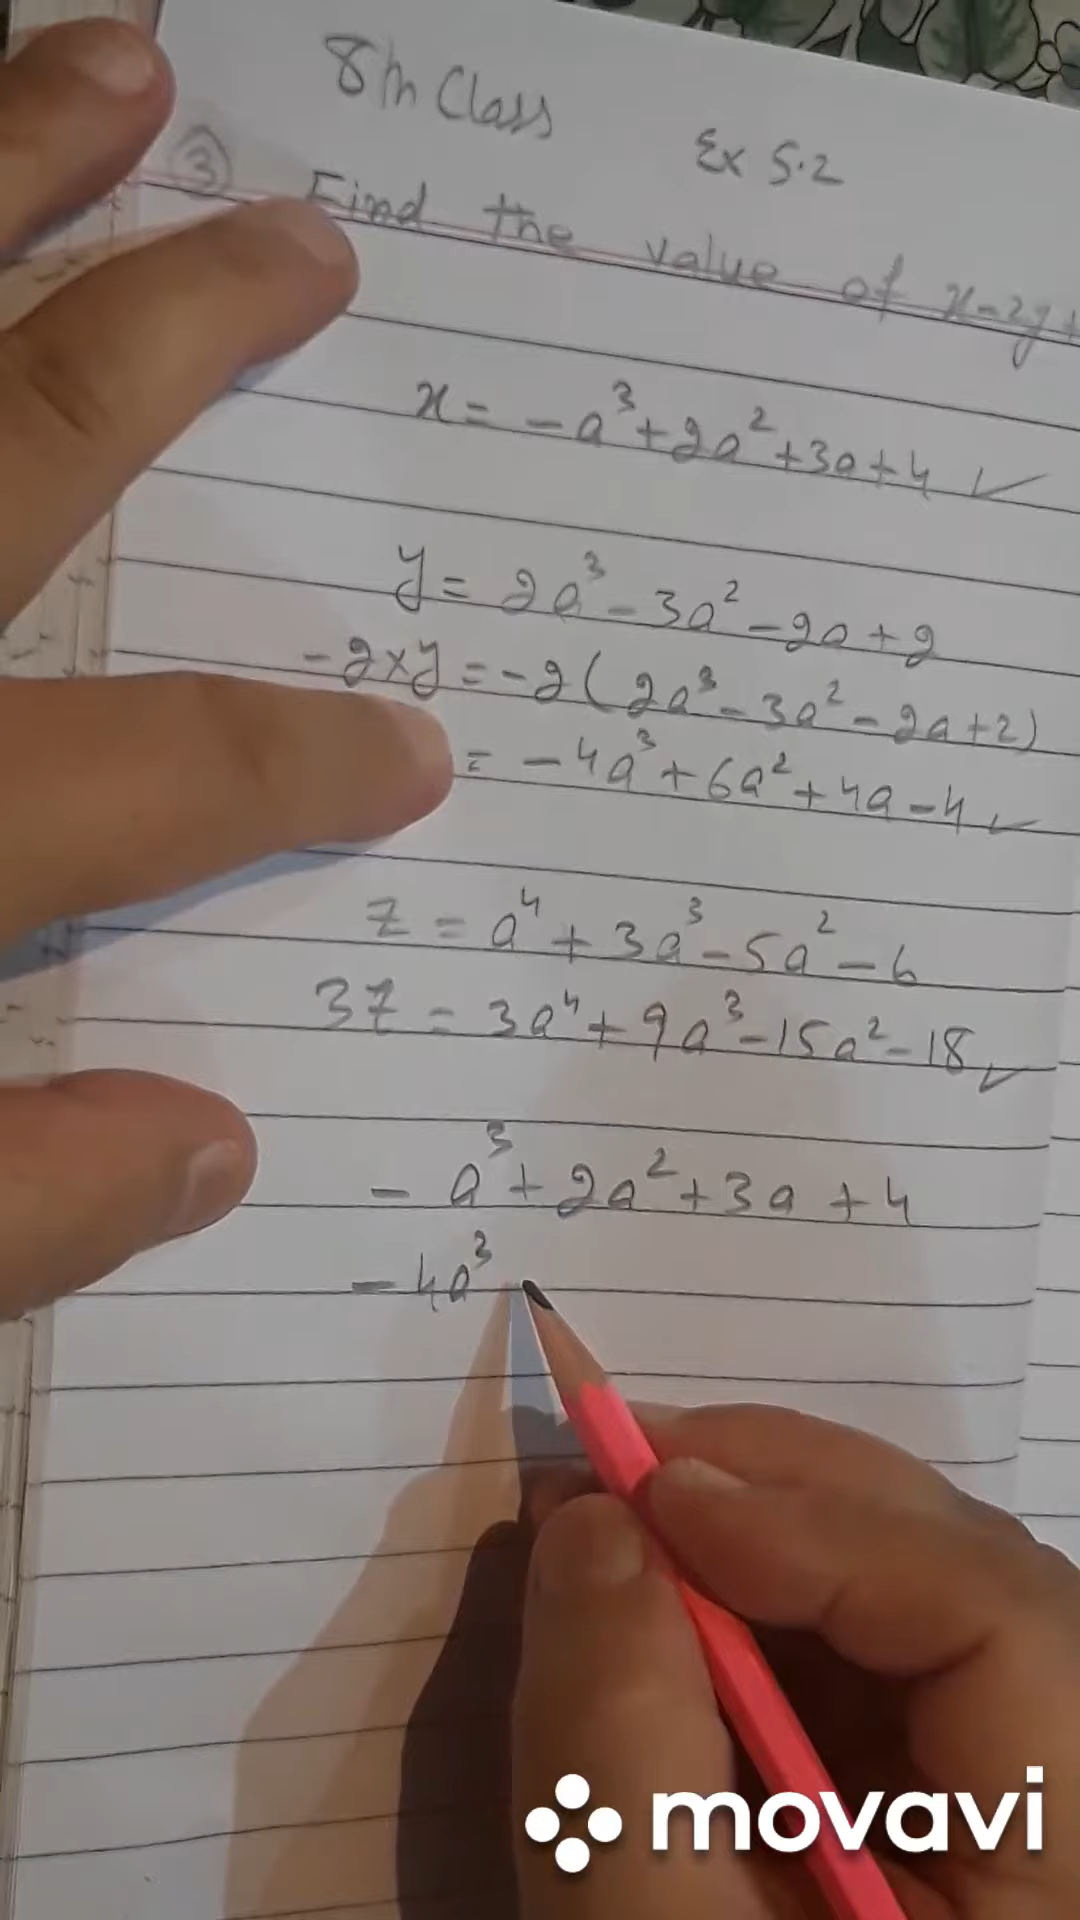 8th Class
Ex 5.2
③ Find the value of x-2y+
x = -a³+2a²+3a+4 ✓
y = 2a³-3a²-2a+2
-2×y = -2(2a³-3a²-2a+2)
= -4a³+6a²+4a-4 ✓
z = a⁴+3a³-5a²-6
3z = 3a⁴+9a³-15a²-18 ✓
-a³+2a²+3a+4
-4a³
movavi